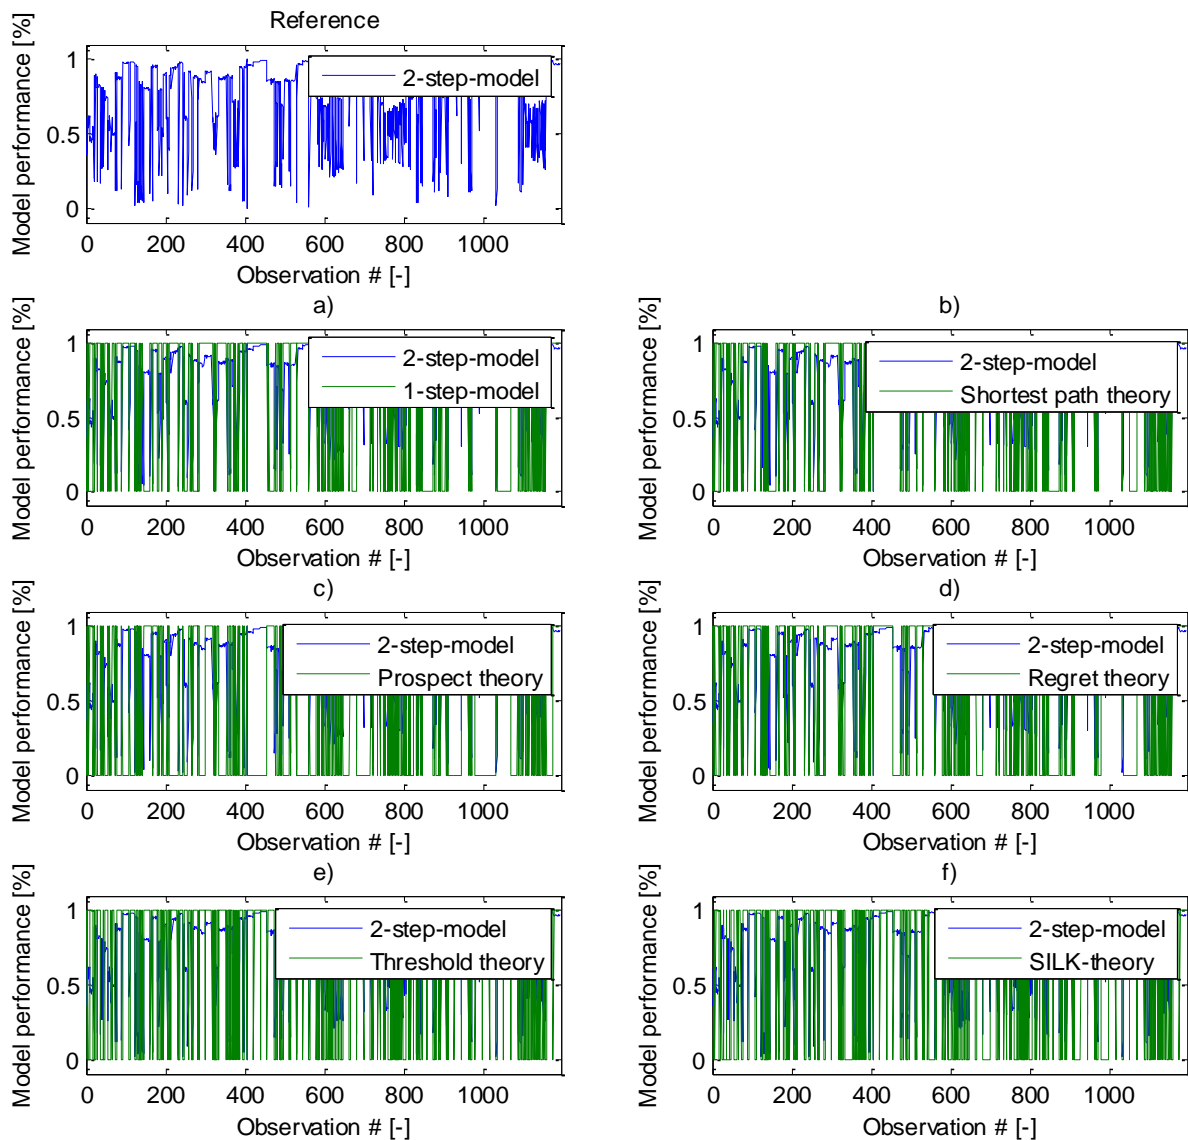 Reference
Model performance [%]
1
0.5
0
2-step-model
0 200 400 600 800 1000
Observation # [-]
a)
Model performance [%]
1
0.5
0
2-step-model
1-step-model
0 200 400 600 800 1000
Observation # [-]
b)
Model performance [%]
1
0.5
0
2-step-model
Shortest path theory
0 200 400 600 800 1000
Observation # [-]
c)
Model performance [%]
1
0.5
0
2-step-model
Prospect theory
0 200 400 600 800 1000
Observation # [-]
d)
Model performance [%]
1
0.5
0
2-step-model
Regret theory
0 200 400 600 800 1000
Observation # [-]
e)
Model performance [%]
1
0.5
0
2-step-model
Threshold theory
0 200 400 600 800 1000
Observation # [-]
f)
Model performance [%]
1
0.5
0
2-step-model
SILK-theory
0 200 400 600 800 1000
Observation # [-]